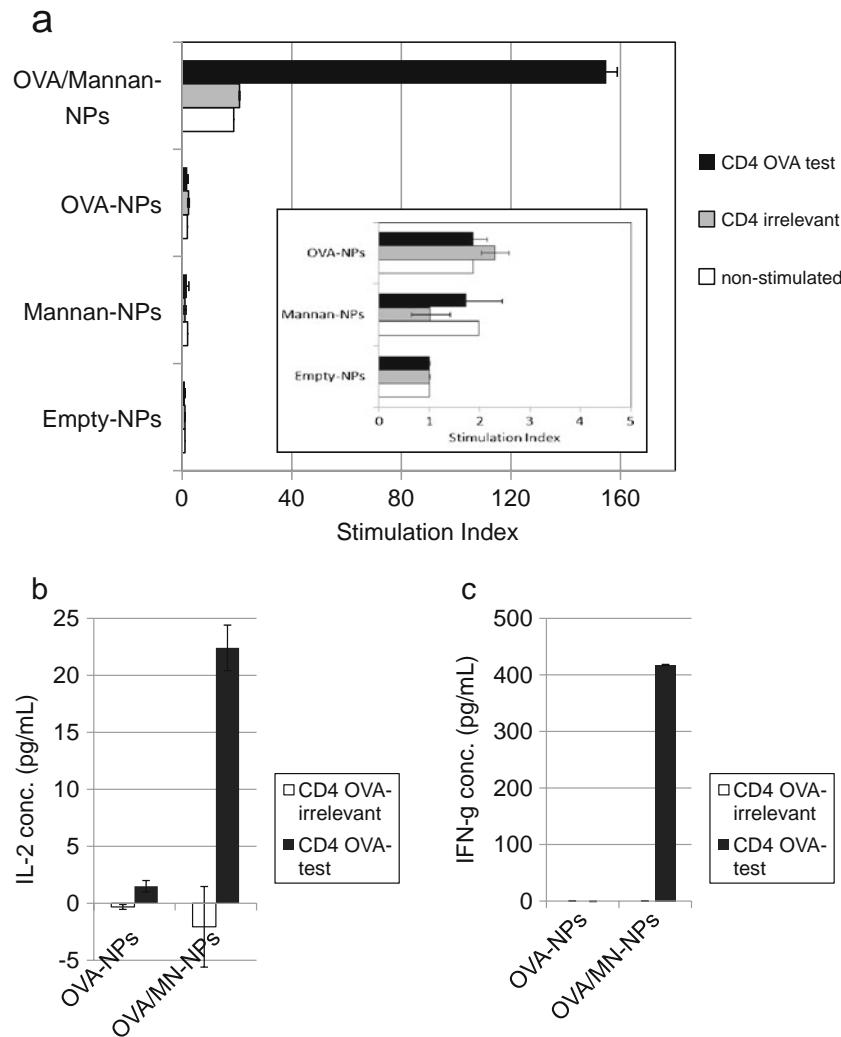 a
OVA/Mannan-
NPs
OVA-NPs
Mannan-NPs
Empty-NPs
0
40
80
120
160
Stimulation Index
CD4 OVA test
CD4 irrelevant
non-stimulated
OVA-NPs
Mannan-NPs
Empty-NPs
0
1
2
3
4
5
Stimulation Index
b
25
20
15
10
5
0
-5
IL-2 conc. (pg/mL)
OVA-NPs
OVA/MN-NPs
CD4 OVA-
irrelevant
CD4 OVA-
test
c
500
400
300
200
100
0
IFN-g conc. (pg/mL)
OVA-NPs
OVA/MN-NPs
CD4 OVA-
irrelevant
CD4 OVA-
test